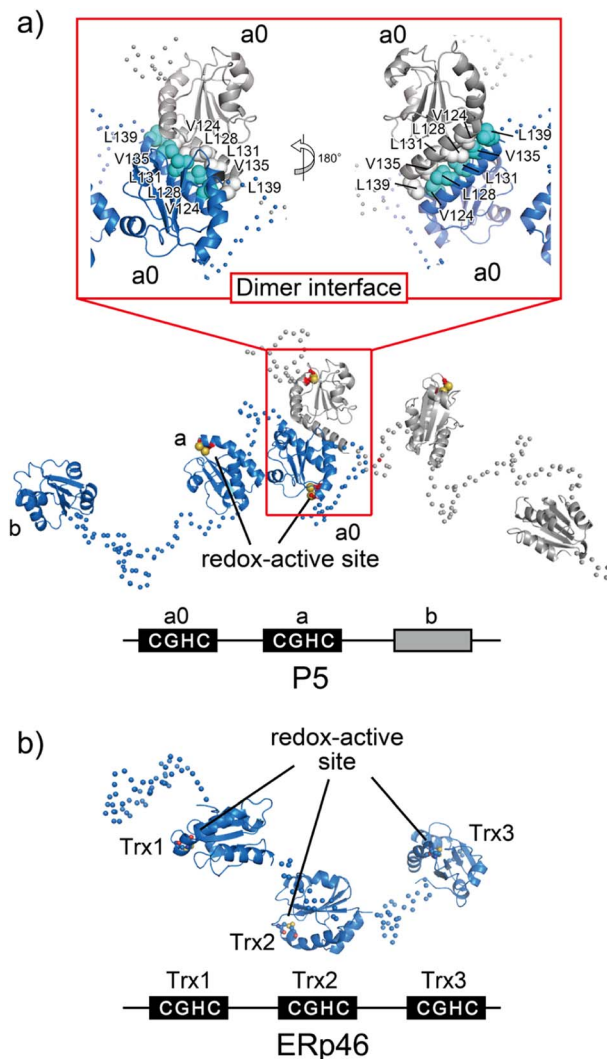 a)
a0
a0
L139
V124
L128
V135
L131
L131
V135
L128
L139
V124
a0
180°
V124
L128
L139
L131
V135
V135
L131
L139
L128
V124
a0
Dimer interface
a
b
a0
redox-active site
a0
a
b
CGHC
CGHC
P5
b)
redox-active
site
Trx1
Trx3
Trx2
Trx1
Trx2
Trx3
CGHC
CGHC
CGHC
ERp46